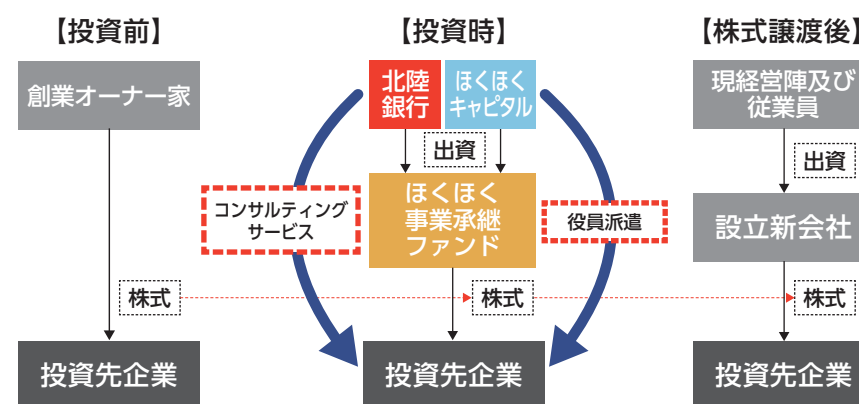 【投資前】
創業オーナー家
株式
投資先企業
【投資時】
北陸
銀行
ほくほく
キャピタル
出資
ほくほく
事業承継
ファンド
コンサルティング
サービス
役員派遣
株式
投資先企業
【株式譲渡後】
現経営陣及び
従業員
出資
設立新会社
株式
投資先企業